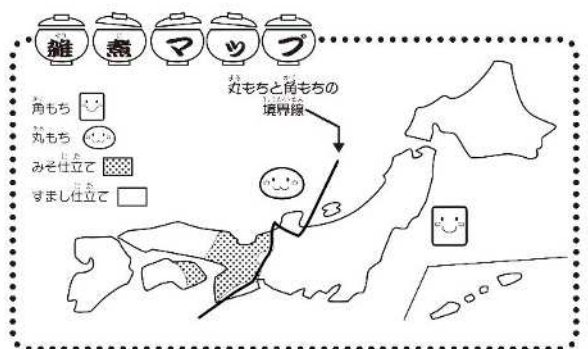 雑煮マップ
丸もちと角もちの
境界線
角もち
丸もち
みそ仕立て
すまし仕立て